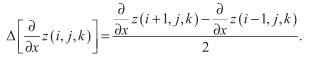 Δ[∂/∂x z(i,j,k)] = (∂/∂x z(i+1,j,k) − ∂/∂x z(i−1,j,k)) / 2.